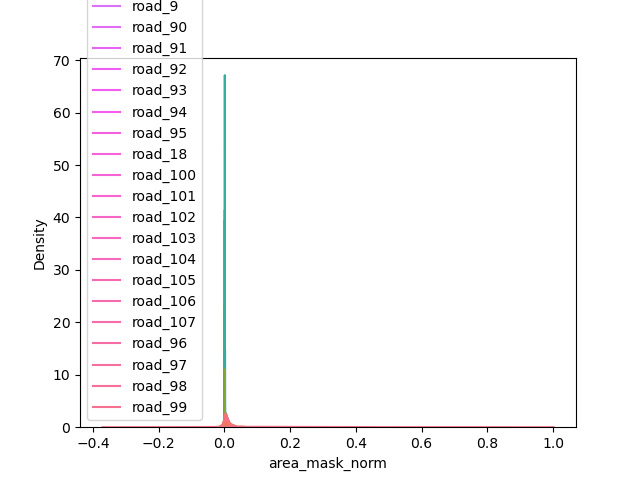 road_9
road_90
road_91
road_92
road_93
road_94
road_95
road_18
road_100
road_101
road_102
road_103
road_104
road_105
road_106
road_107
road_96
road_97
road_98
road_99
70
60
50
40
30
20
10
0
Density
−0.4 −0.2 0.0 0.2 0.4 0.6 0.8 1.0
area_mask_norm